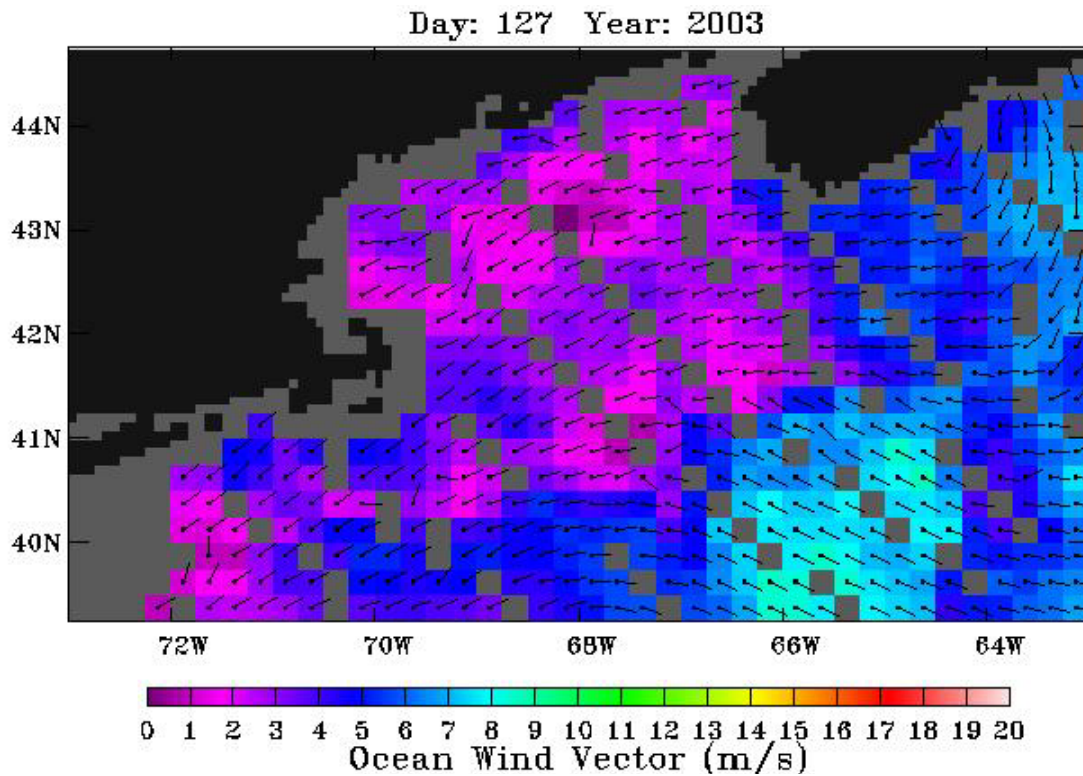 Day: 127 Year: 2003
44N
43N
42N
41N
40N
72W 70W 68W 66W 64W
0 1 2 3 4 5 6 7 8 9 10 11 12 13 14 15 16 17 18 19 20
Ocean Wind Vector (m/s)